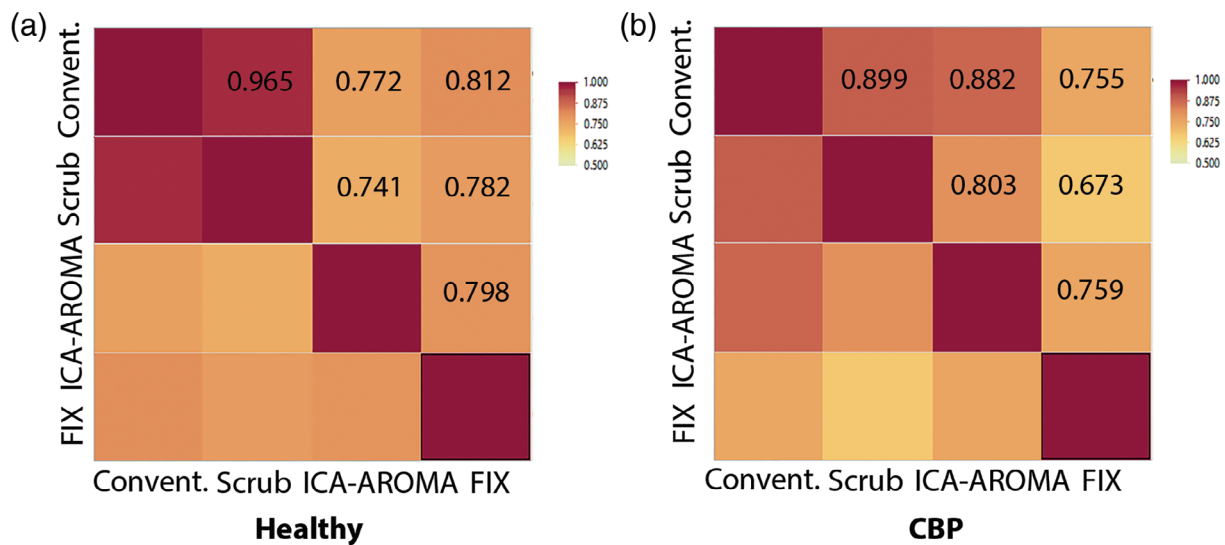 (a)
Convent.
0.965 0.772 0.812
Scrub
0.741 0.782
ICA-AROMA
0.798
FIX
Convent. Scrub ICA-AROMA FIX
Healthy
1.000
0.875
0.750
0.625
0.500
(b)
Convent.
0.899 0.882 0.755
Scrub
0.803 0.673
ICA-AROMA
0.759
FIX
Convent. Scrub ICA-AROMA FIX
CBP
1.000
0.875
0.750
0.625
0.500